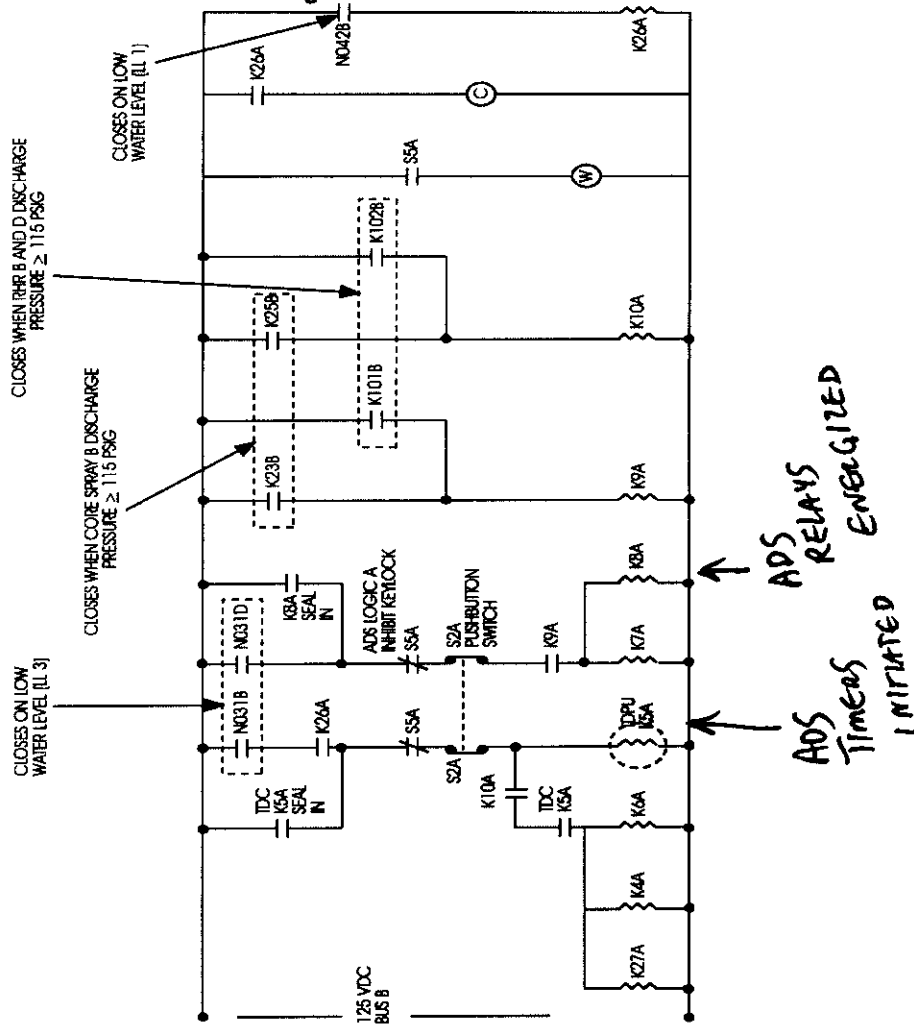 CLOSES ON LOW
WATER LEVEL (LL 3)
CLOSES WHEN CORE SPRAY B DISCHARGE
PRESSURE ≥ 115 PSIG
CLOSES WHEN RHR B AND D DISCHARGE
PRESSURE ≥ 115 PSIG
CLOSES ON LOW
WATER LEVEL (LL 1)
125 VDC
BUS B
TDC
K5A
SEAL
IN
N031B
K26A
N031D
K8A
SEAL
IN
ADS LOGIC A
INHIBIT KEYLOCK
S5A
S5A
S2A
S2A
PUSHBUTTON
SWITCH
K10A
TDC
K5A
K9A
K27A
K4A
K6A
TDPU
K5A
K7A
K8A
K23B
K101B
K25B
K102B
K9A
K10A
S5A
W
K26A
C
N042B
K26A
ADS
TIMERS
INITIATED
ADS
RELAYS
ENERGIZED